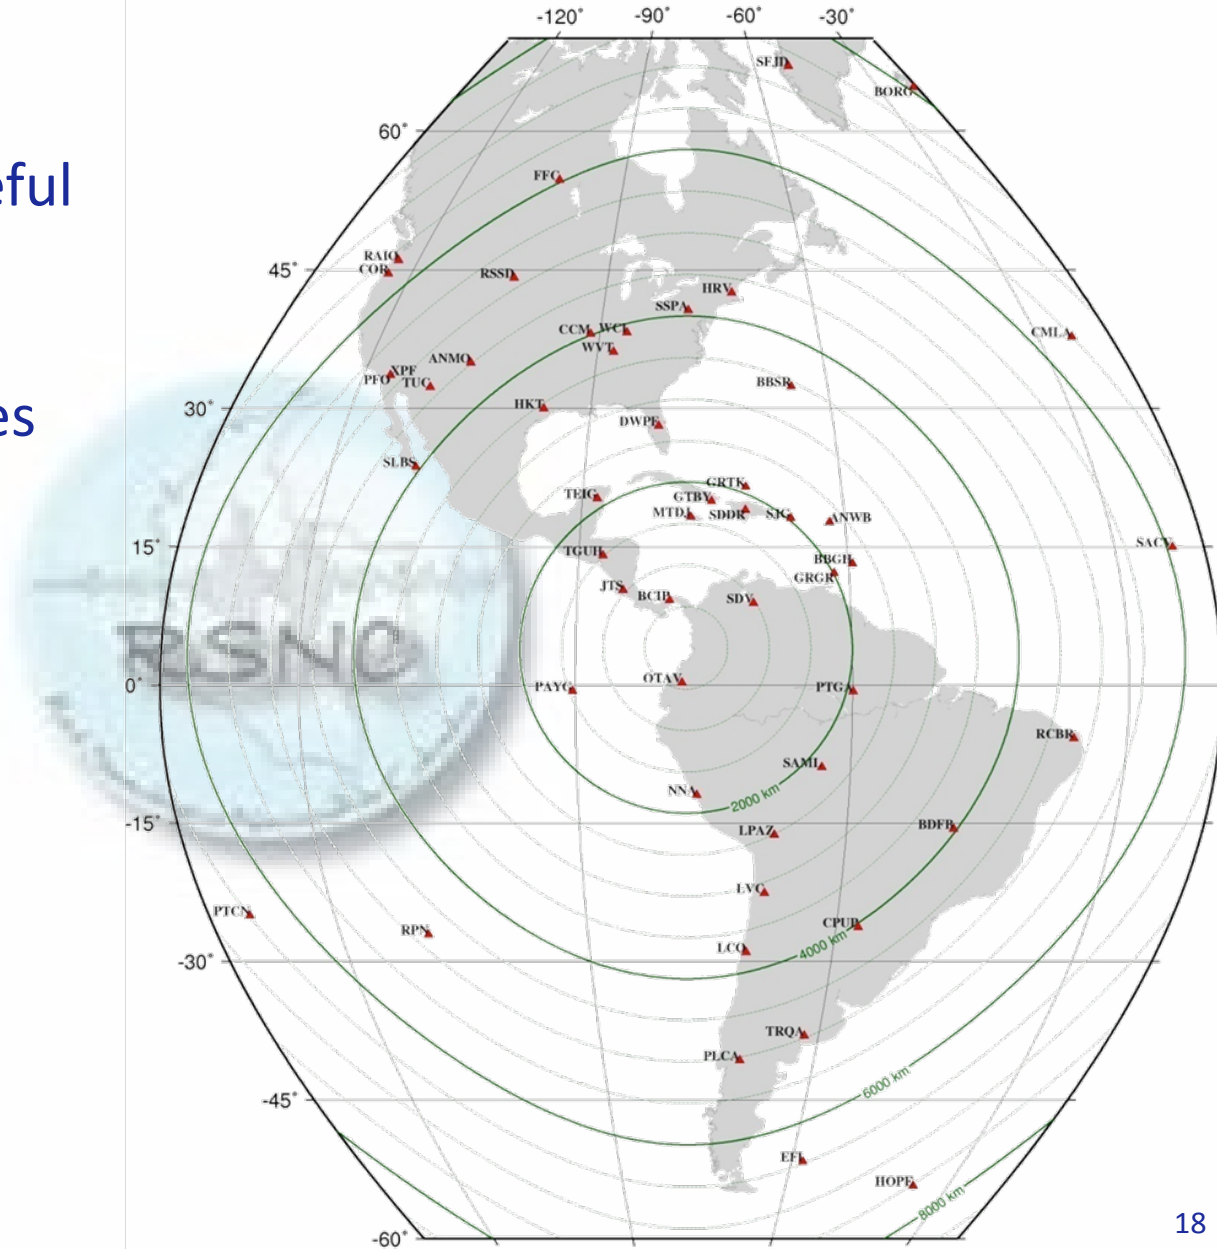 -120° -90° -60° -30°
SFJD
BORG
60°
eful
FFC
RAIO
COR
45°
RSSD
HRV
SSPA
CCM WCI
WVT
CMLA
ANMO
XPF
PFO
TUC
BBSR
es
30°
HKT
DWPF
SLBS
TEIG
GRTK
GTBY
MTDJ SDDR SJG ANWB
15°
SACV
TGUH
BBGH
GRGR
JTS
BCIP
SDV
RSNC
0°
PAYG
OTAV
PTGA
RCBR
SAML
NNA
2000 km
-15°
LPAZ
BDFB
LVC
PTCN
RPN
CPUP
LCO
4000 km
-30°
TRQA
PLCA
6000 km
-45°
EFI
HOPE
8000 km
-60°
18